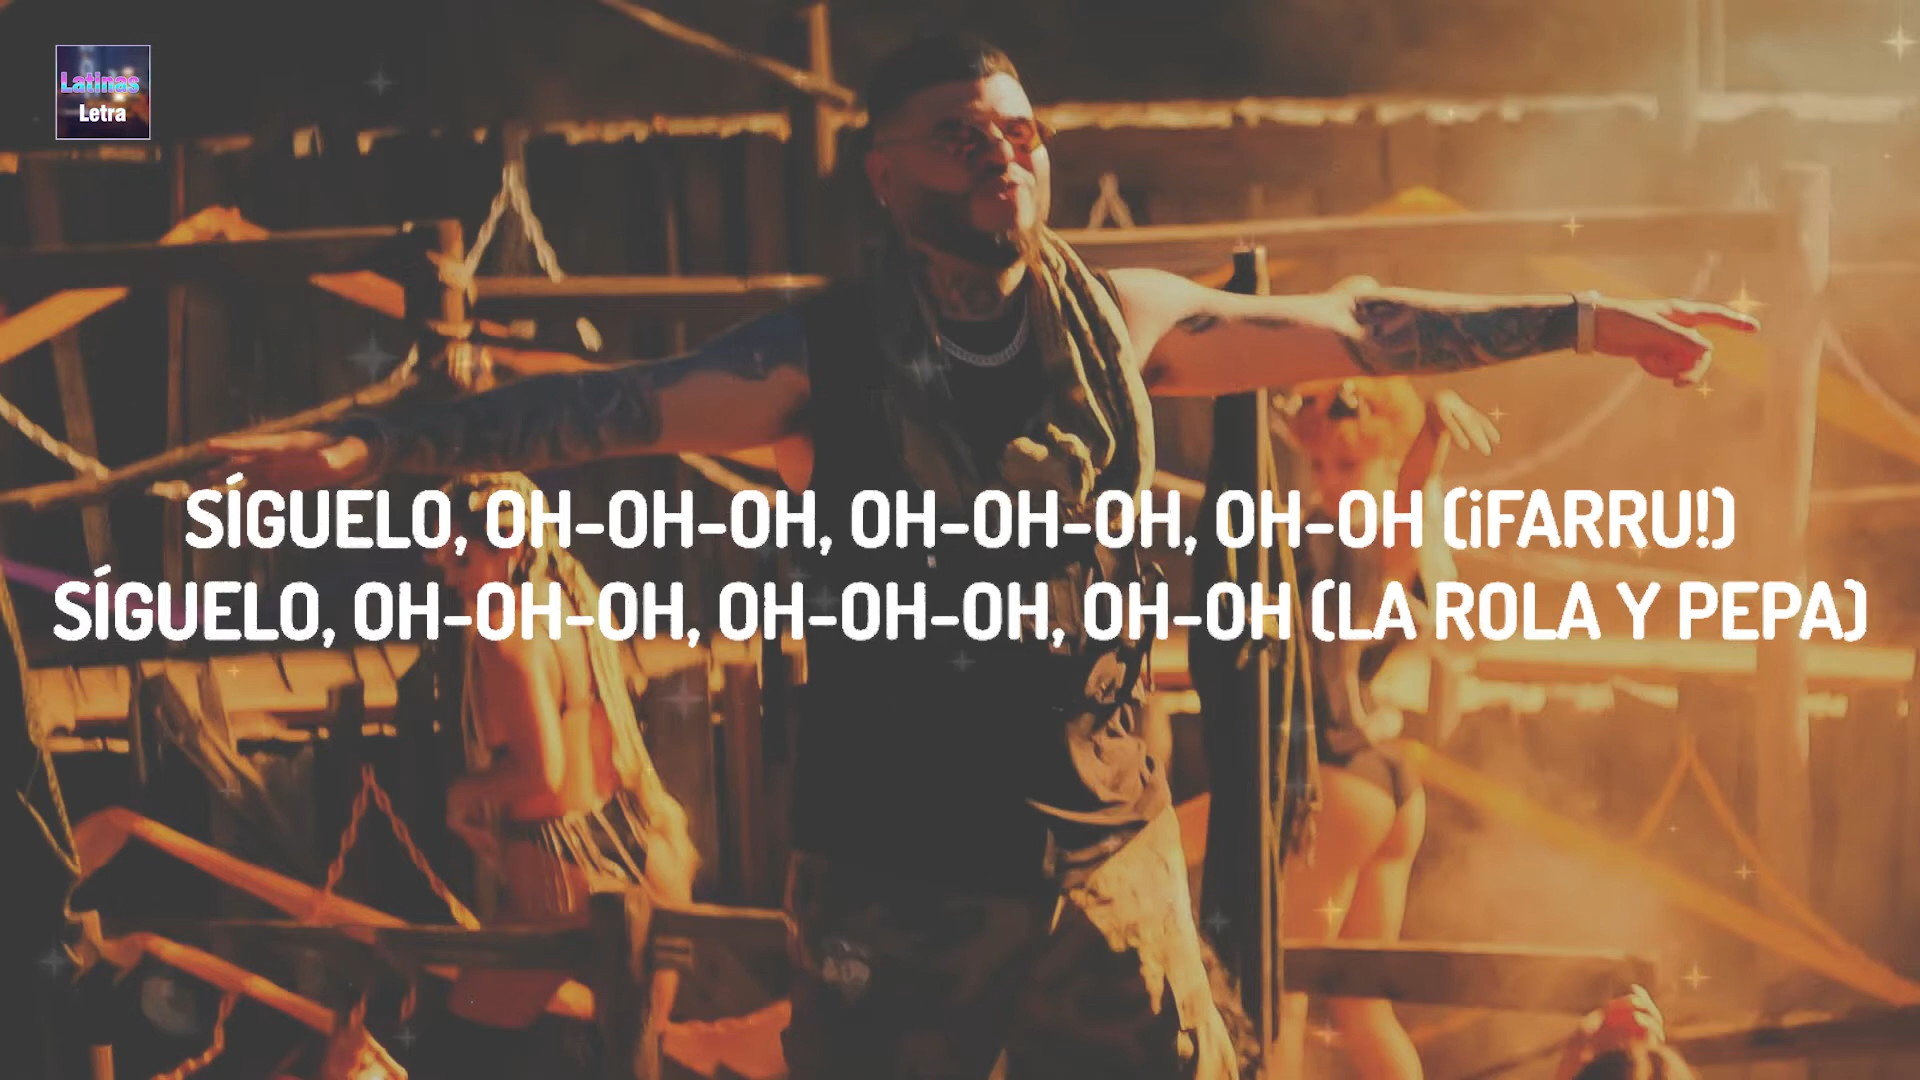 Latinas
Letra
SÍGUELO, OH-OH-OH, OH-OH-OH, OH-OH (¡FARRU!)
SÍGUELO, OH-OH-OH, OH-OH-OH, OH-OH (LA ROLA Y PEPA)